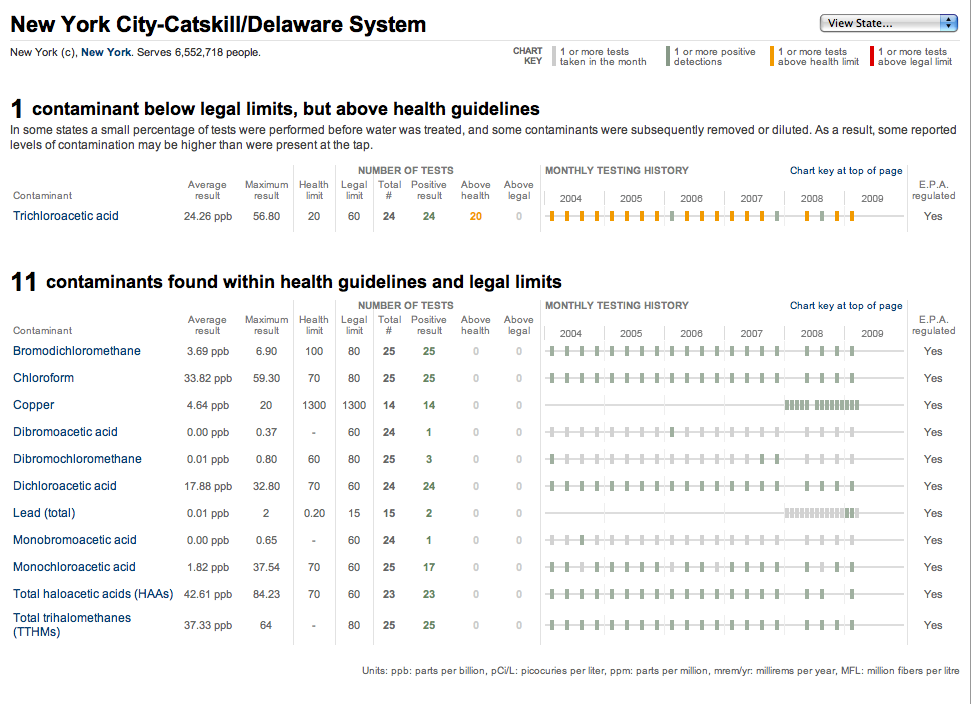 New York City-Catskill/Delaware System
View State...
New York (c), New York. Serves 6,552,718 people.
CHART KEY
1 or more tests taken in the month
1 or more positive detections
1 or more tests above health limit
1 or more tests above legal limit
1 contaminant below legal limits, but above health guidelines
In some states a small percentage of tests were performed before water was treated, and some contaminants were subsequently removed or diluted. As a result, some reported
levels of contamination may be higher than were present at the tap.
NUMBER OF TESTS MONTHLY TESTING HISTORY Chart key at top of page
Contaminant Average result Maximum result Health limit Legal limit Total # Positive result Above health Above legal 2004 2005 2006 2007 2008 2009 E.P.A. regulated
Trichloroacetic acid 24.26 ppb 56.80 20 60 24 24 20 0 Yes
11 contaminants found within health guidelines and legal limits
NUMBER OF TESTS MONTHLY TESTING HISTORY Chart key at top of page
Contaminant Average result Maximum result Health limit Legal limit Total # Positive result Above health Above legal 2004 2005 2006 2007 2008 2009 E.P.A. regulated
Bromodichloromethane 3.69 ppb 6.90 100 80 25 25 0 0 Yes
Chloroform 33.82 ppb 59.30 70 80 25 25 0 0 Yes
Copper 4.64 ppb 20 1300 1300 14 14 0 0 Yes
Dibromoacetic acid 0.00 ppb 0.37 - 60 24 1 0 0 Yes
Dibromochloromethane 0.01 ppb 0.80 60 80 25 3 0 0 Yes
Dichloroacetic acid 17.88 ppb 32.80 70 60 24 24 0 0 Yes
Lead (total) 0.01 ppb 2 0.20 15 15 2 0 0 Yes
Monobromoacetic acid 0.00 ppb 0.65 - 60 24 1 0 0 Yes
Monochloroacetic acid 1.82 ppb 37.54 70 60 25 17 0 0 Yes
Total haloacetic acids (HAAs) 42.61 ppb 84.23 70 60 23 23 0 0 Yes
Total trihalomethanes (TTHMs) 37.33 ppb 64 - 80 25 25 0 0 Yes
Units: ppb: parts per billion, pCi/L: picocuries per liter, ppm: parts per million, mrem/yr: millirems per year, MFL: million fibers per litre